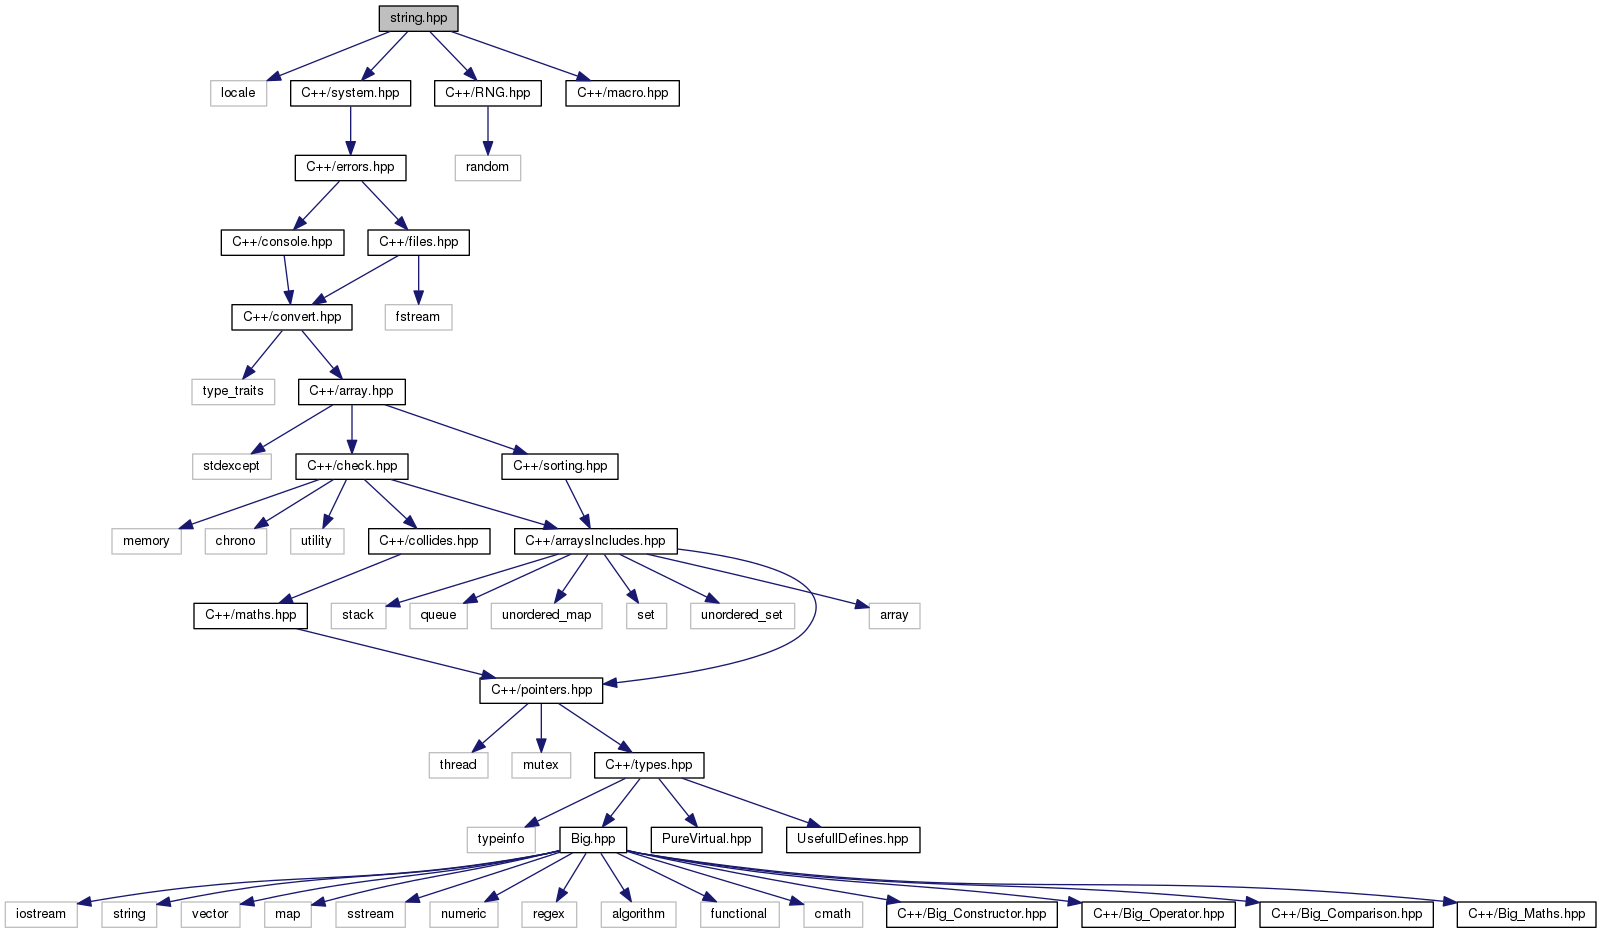 string.hpp
locale
C++/system.hpp
C++/RNG.hpp
C++/macro.hpp
C++/errors.hpp
random
C++/console.hpp
C++/files.hpp
C++/convert.hpp
fstream
type_traits
C++/array.hpp
stdexcept
C++/check.hpp
C++/sorting.hpp
memory
chrono
utility
C++/collides.hpp
C++/arraysIncludes.hpp
C++/maths.hpp
stack
queue
unordered_map
set
unordered_set
array
C++/pointers.hpp
thread
mutex
C++/types.hpp
typeinfo
Big.hpp
PureVirtual.hpp
UsefullDefines.hpp
iostream
string
vector
map
sstream
numeric
regex
algorithm
functional
cmath
C++/Big_Constructor.hpp
C++/Big_Operator.hpp
C++/Big_Comparison.hpp
C++/Big_Maths.hpp